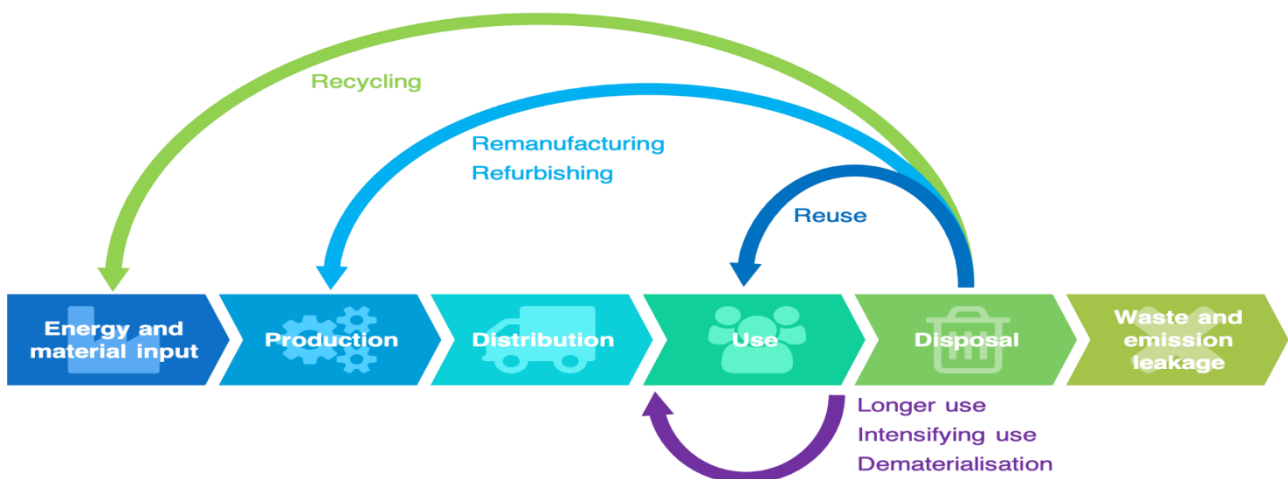 Recycling
Remanufacturing
Refurbishing
Reuse
Energy and
material input
Production
Distribution
Use
Disposal
Waste and
emission
leakage
Longer use
Intensifying use
Dematerialisation